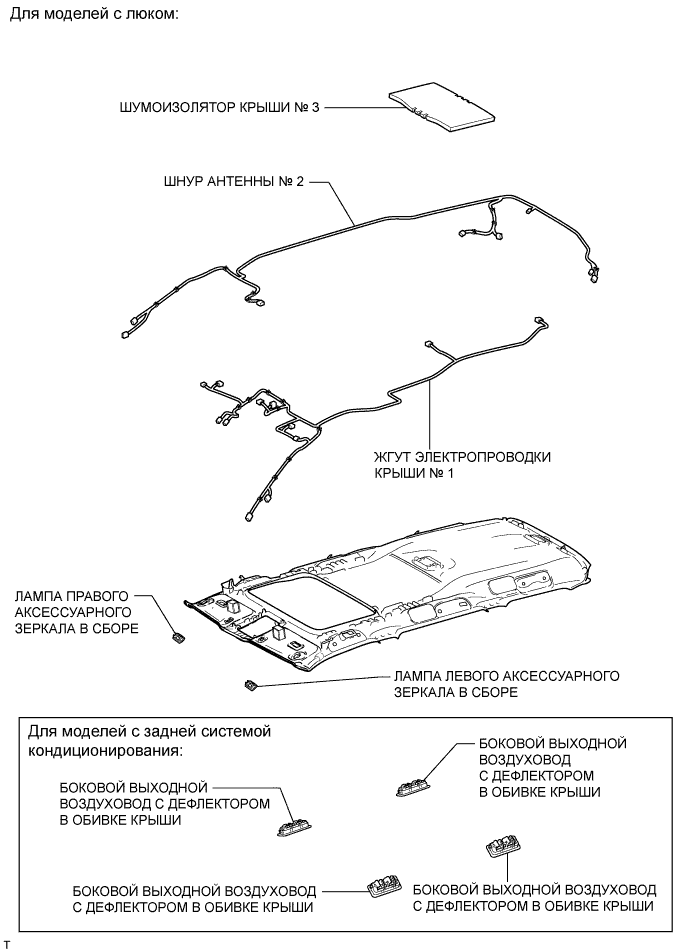 Для моделей с люком:
ШУМОИЗОЛЯТОР КРЫШИ № 3
ШНУР АНТЕННЫ № 2
ЖГУТ ЭЛЕКТРОПРОВОДКИ
КРЫШИ № 1
ЛАМПА ПРАВОГО
АКСЕССУАРНОГО
ЗЕРКАЛА В СБОРЕ
ЛАМПА ЛЕВОГО АКСЕССУАРНОГО
ЗЕРКАЛА В СБОРЕ
Для моделей с задней системой
кондиционирования:
БОКОВОЙ ВЫХОДНОЙ
ВОЗДУХОВОД
С ДЕФЛЕКТОРОМ
В ОБИВКЕ КРЫШИ
БОКОВОЙ ВЫХОДНОЙ
ВОЗДУХОВОД С ДЕФЛЕКТОРОМ
В ОБИВКЕ КРЫШИ
БОКОВОЙ ВЫХОДНОЙ ВОЗДУХОВОД
С ДЕФЛЕКТОРОМ В ОБИВКЕ КРЫШИ
БОКОВОЙ ВЫХОДНОЙ ВОЗДУХОВОД
С ДЕФЛЕКТОРОМ В ОБИВКЕ КРЫШИ
T